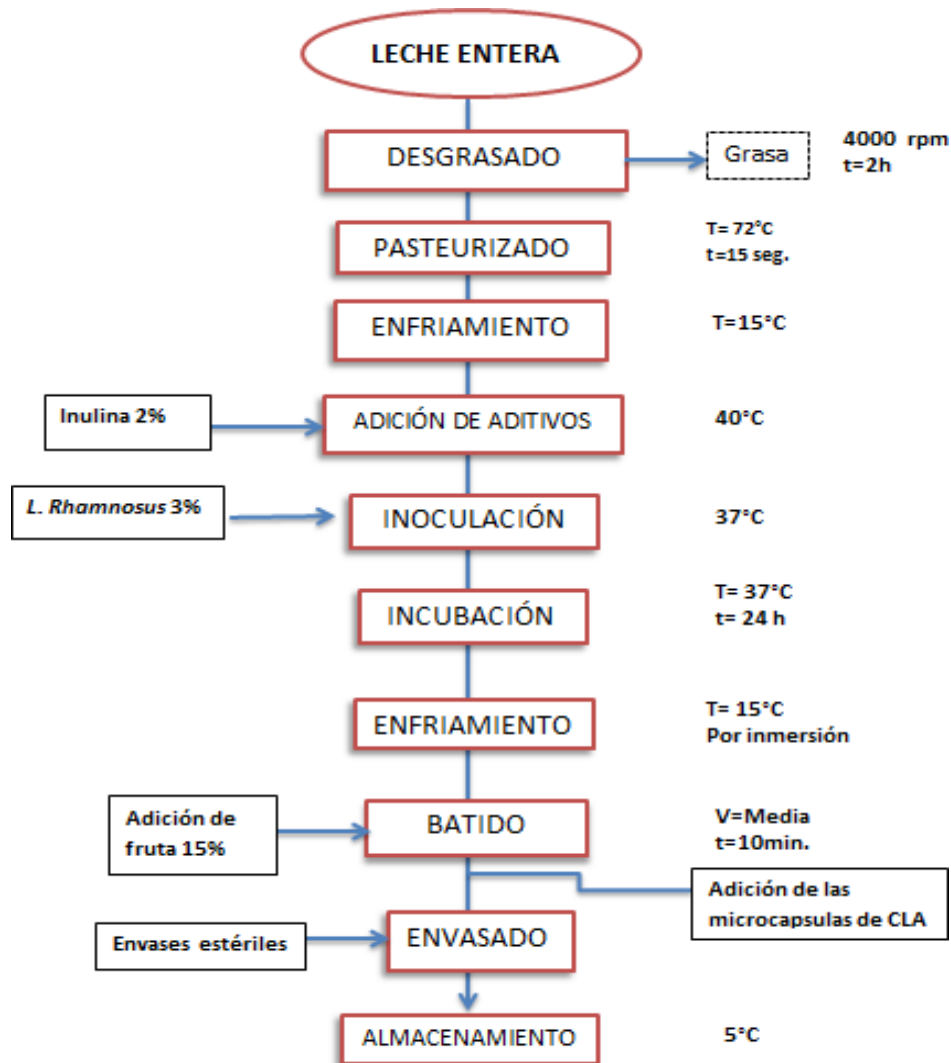 LECHE ENTERA
DESGRASADO
Grasa
4000 rpm
t=2h
PASTEURIZADO
T= 72°C
t=15 seg.
ENFRIAMIENTO
T=15°C
Inulina 2%
ADICIÓN DE ADITIVOS
40°C
L. Rhamnosus 3%
INOCULACIÓN
37°C
INCUBACIÓN
T= 37°C
t= 24 h
ENFRIAMIENTO
T= 15°C
Por inmersión
Adición de
fruta 15%
BATIDO
V=Media
t=10min.
Adición de las
microcapsulas de CLA
Envases estériles
ENVASADO
ALMACENAMIENTO
5°C